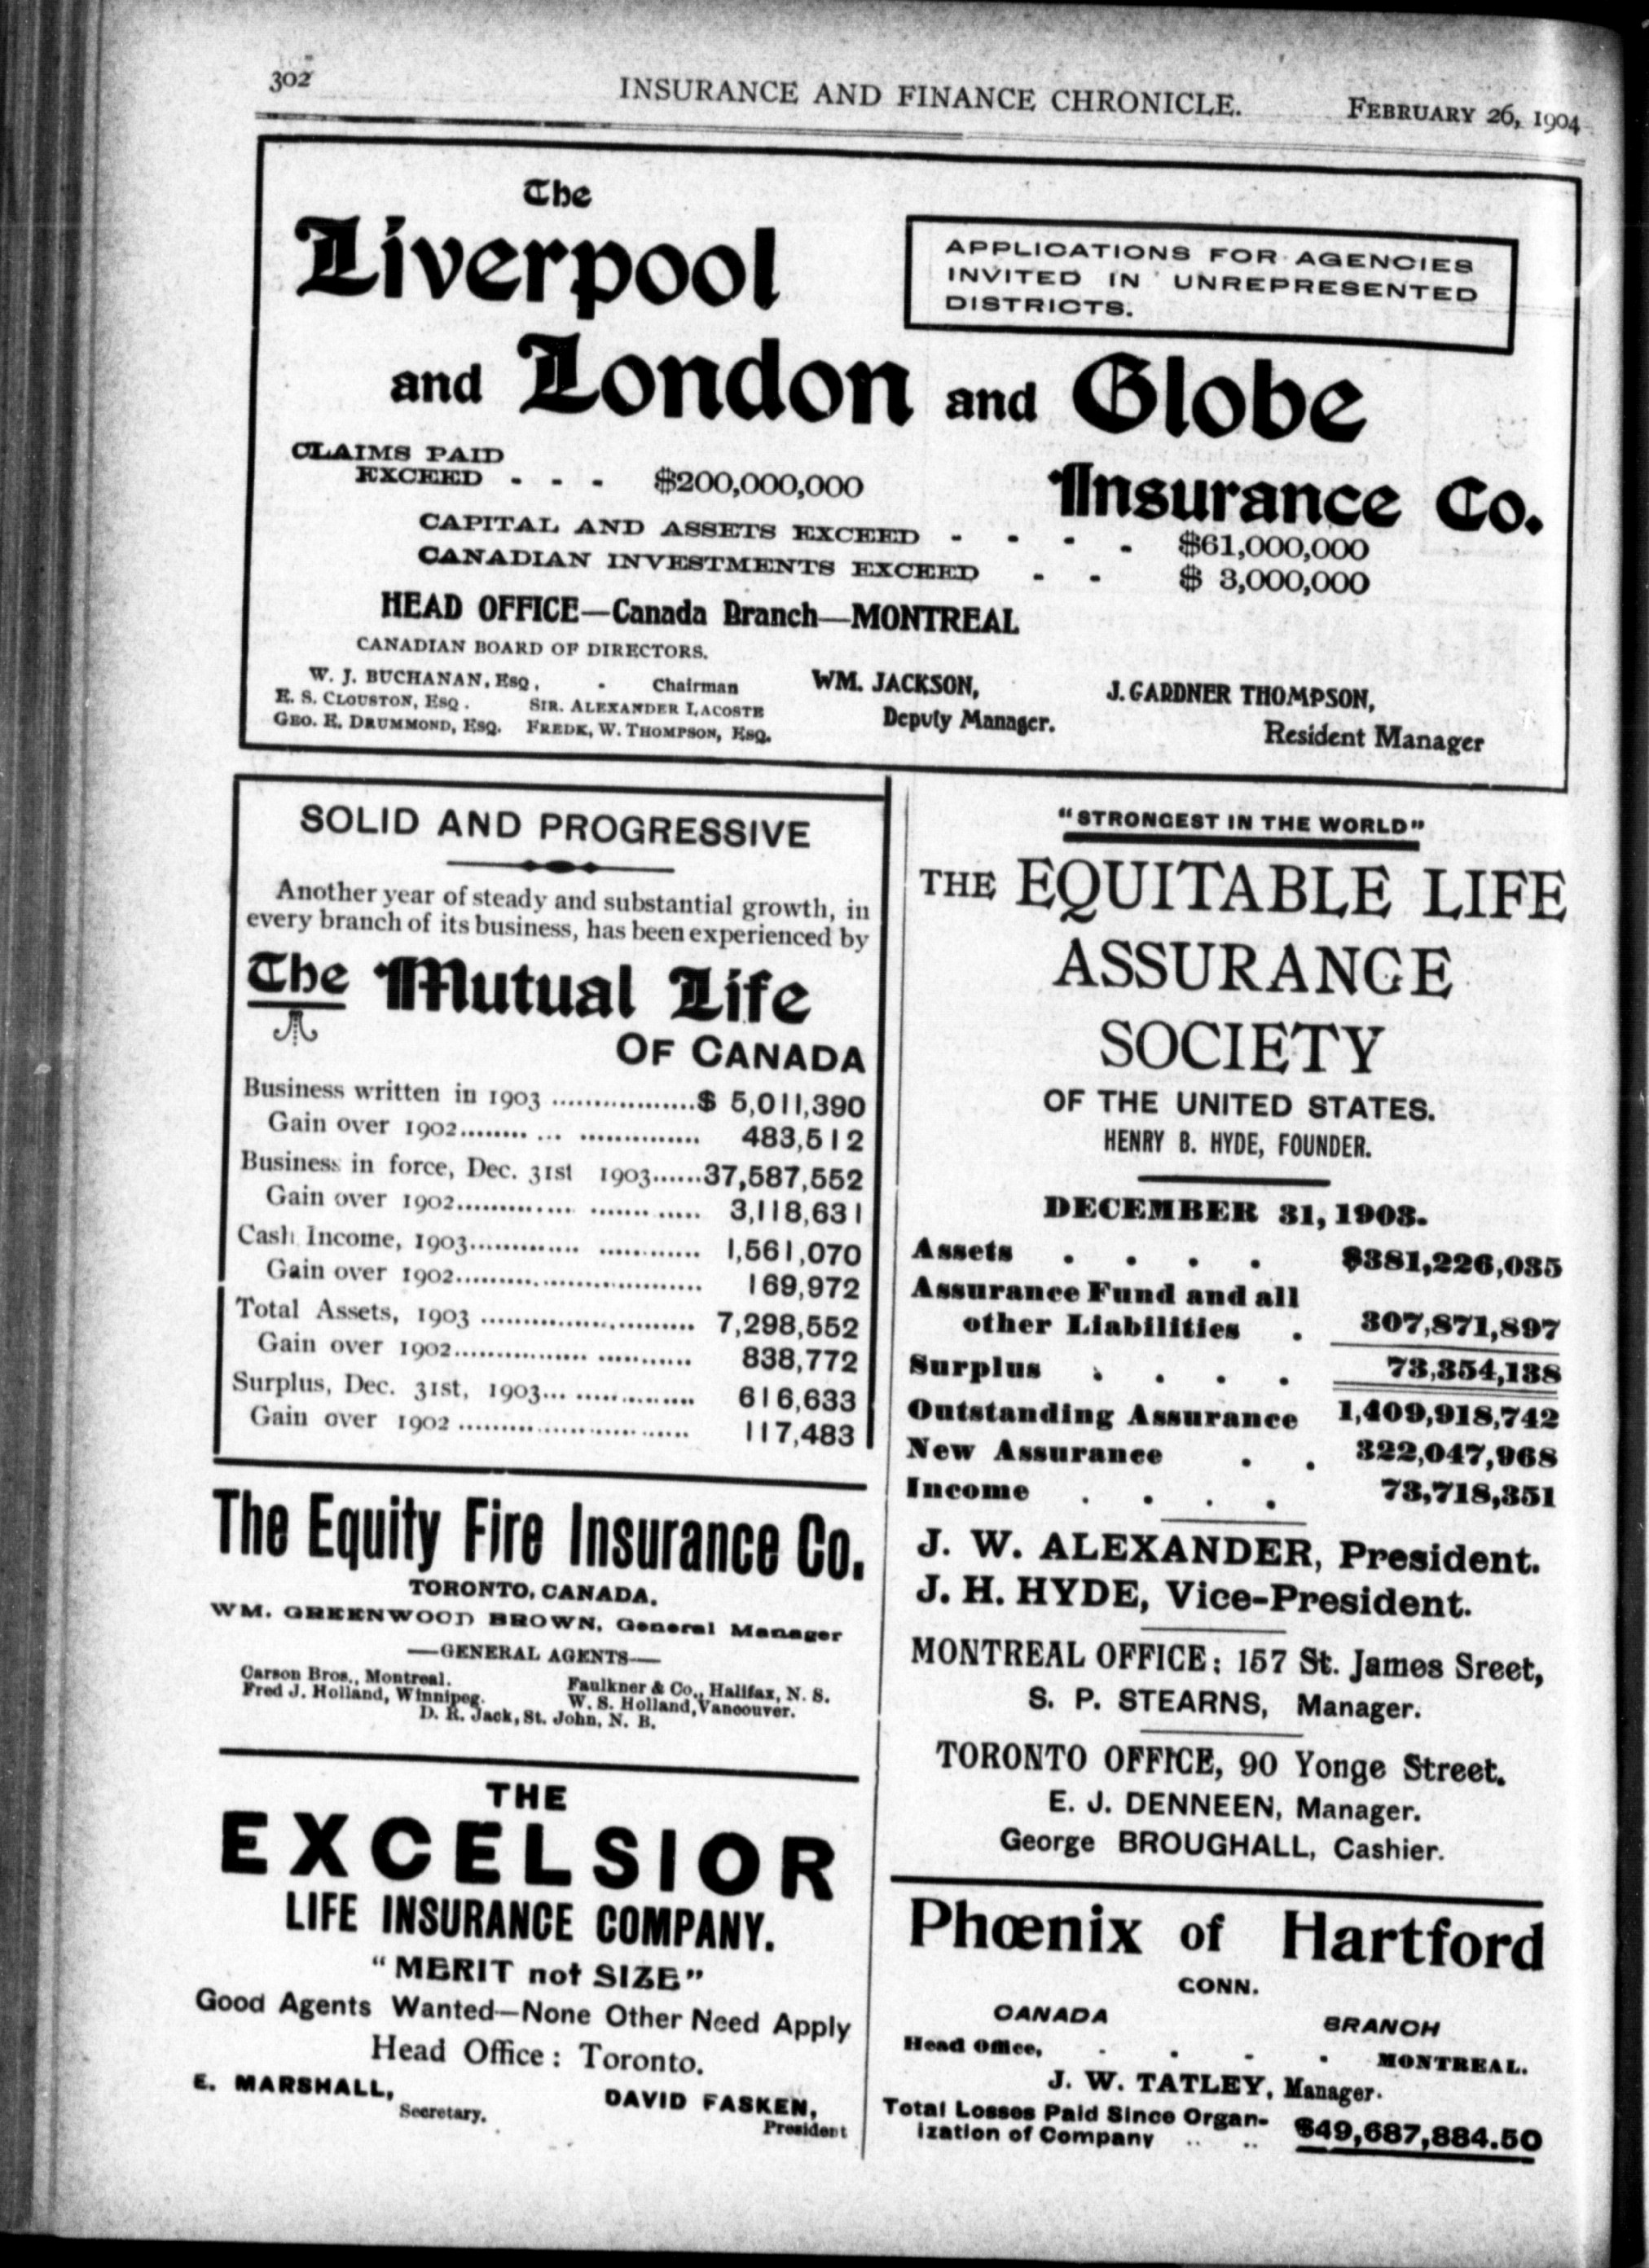 302
INSURANCE AND FINANCE CHRONICLE.
FEBRUARY 26, 1904
The
Liverpool
APPLICATIONS FOR AGENCIES
INVITED IN UNREPRESENTED
DISTRICTS.
and London and Globe
Insurance Co.
CLAIMS PAID
EXCEED - - - $200,000,000
CAPITAL AND ASSETS EXCEED - - - - $61,000,000
CANADIAN INVESTMENTS EXCEED - - $ 3,000,000
HEAD OFFICE—Canada Branch—MONTREAL
CANADIAN BOARD OF DIRECTORS.
W. J. BUCHANAN, ESQ, . Chairman
E. S. CLOUSTON, ESQ. SIR. ALEXANDER LACOSTE
GEO. E. DRUMMOND, ESQ. FREDK, W. THOMPSON, ESQ.
WM. JACKSON,
Deputy Manager.
J. GARDNER THOMPSON,
Resident Manager
SOLID AND PROGRESSIVE
Another year of steady and substantial growth, in
every branch of its business, has been experienced by
The Mutual Life
OF CANADA
Business written in 1903 ..................$ 5,011,390
Gain over 1902........ ... ............... 483,512
Business in force, Dec. 31st 1903......37,587,552
Gain over 1902.............. ............. 3,118,631
Cash Income, 1903............. ............ 1,561,070
Gain over 1902.............................. 169,972
Total Assets, 1903 .......................... 7,298,552
Gain over 1902................ ........... 838,772
Surplus, Dec. 31st, 1903... .............. 616,633
Gain over 1902 ............................ 117,483
The Equity Fire Insurance Co.
TORONTO, CANADA.
WM. GREENWOOD BROWN, General Manager
—GENERAL AGENTS—
Carson Bros., Montreal. Faulkner & Co., Halifax, N. S.
Fred J. Holland, Winnipeg. W. S. Holland, Vancouver.
D. R. Jack, St. John, N. B.
THE
EXCELSIOR
LIFE INSURANCE COMPANY.
"MERIT not SIZE"
Good Agents Wanted—None Other Need Apply
Head Office: Toronto.
E. MARSHALL,
Secretary.
DAVID FASKEN,
President
"STRONGEST IN THE WORLD"
THE EQUITABLE LIFE
ASSURANCE
SOCIETY
OF THE UNITED STATES.
HENRY B. HYDE, FOUNDER.
DECEMBER 31, 1903.
Assets . . . . $381,226,035
Assurance Fund and all
other Liabilities . 307,871,897
Surplus . . . . 73,354,138
Outstanding Assurance 1,409,918,742
New Assurance . . 322,047,968
Income . . . . 73,718,351
J. W. ALEXANDER, President.
J. H. HYDE, Vice-President.
MONTREAL OFFICE: 157 St. James Sreet,
S. P. STEARNS, Manager.
TORONTO OFFICE, 90 Yonge Street.
E. J. DENNEEN, Manager.
George BROUGHALL, Cashier.
Phœnix of Hartford
CONN.
CANADA BRANCH
Head Office, . . . . MONTREAL.
J. W. TATLEY, Manager.
Total Losses Paid Since Organ-
ization of Company .. .. $49,687,884.50